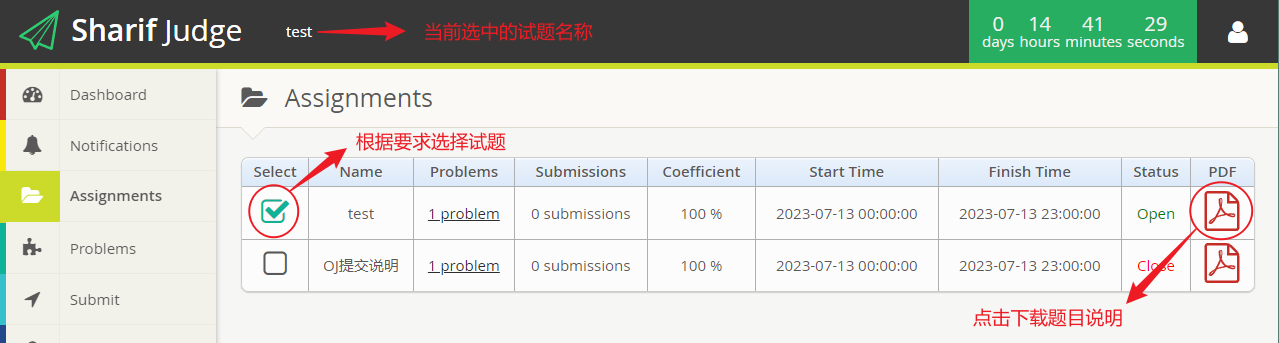 Sharif Judge test 当前选中的试题名称 0 days 14 hours 41 minutes 29 seconds
Dashboard
Assignments
Notifications
根据要求选择试题
Select Name Problems Submissions Coefficient Start Time Finish Time Status PDF
Assignments
test 1 problem 0 submissions 100 % 2023-07-13 00:00:00 2023-07-13 23:00:00 Open
Problems
OJ提交说明 1 problem 0 submissions 100 % 2023-07-13 00:00:00 2023-07-13 23:00:00 Close
Submit
点击下载题目说明